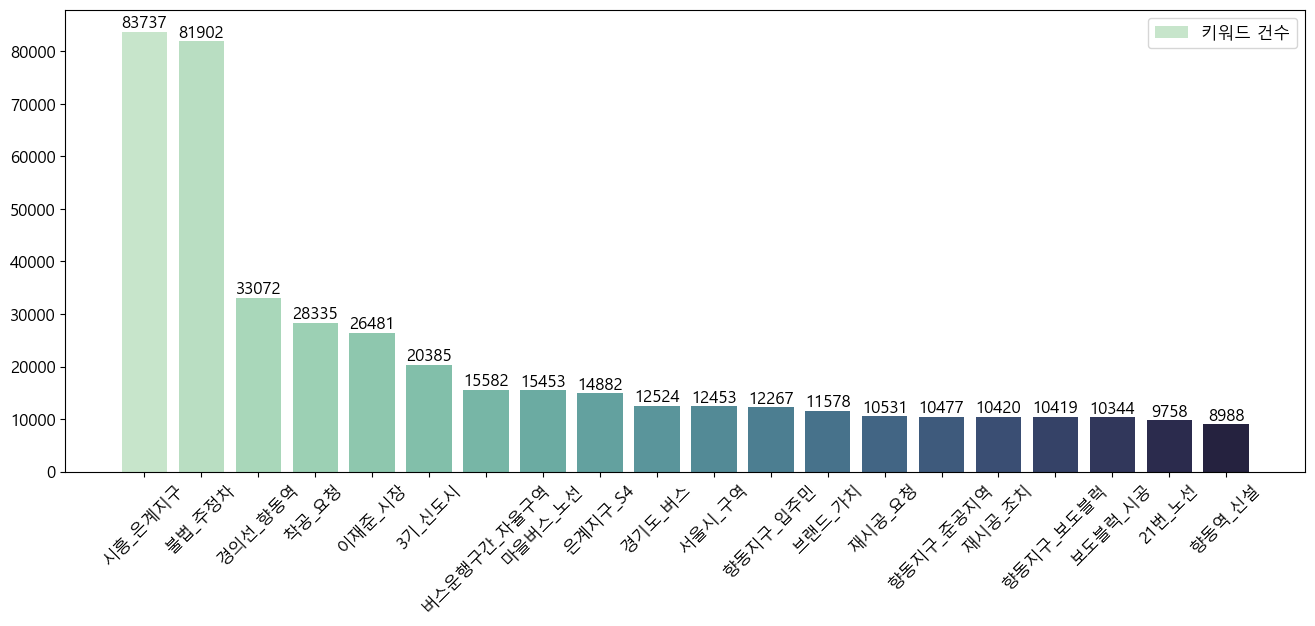 키워드 건수
80000
70000
60000
50000
40000
30000
20000
10000
0
83737
81902
33072
28335
26481
20385
15582
15453
14882
12524
12453
12267
11578
10531
10477
10420
10419
10344
9758
8988
시흥_은계지구
불법_주정차
경의선_향동역
착공_요청
이재준_시장
3기_신도시
버스운행구간_자율구역
마을버스_노선
은계지구_S4
경기도_버스
서울시_구역
향동지구_입주민
브랜드_가치
재시공_요청
향동지구_준공지역
재시공_조치
향동지구_보도블럭
보도블럭_시공
21번_노선
향동역_신설